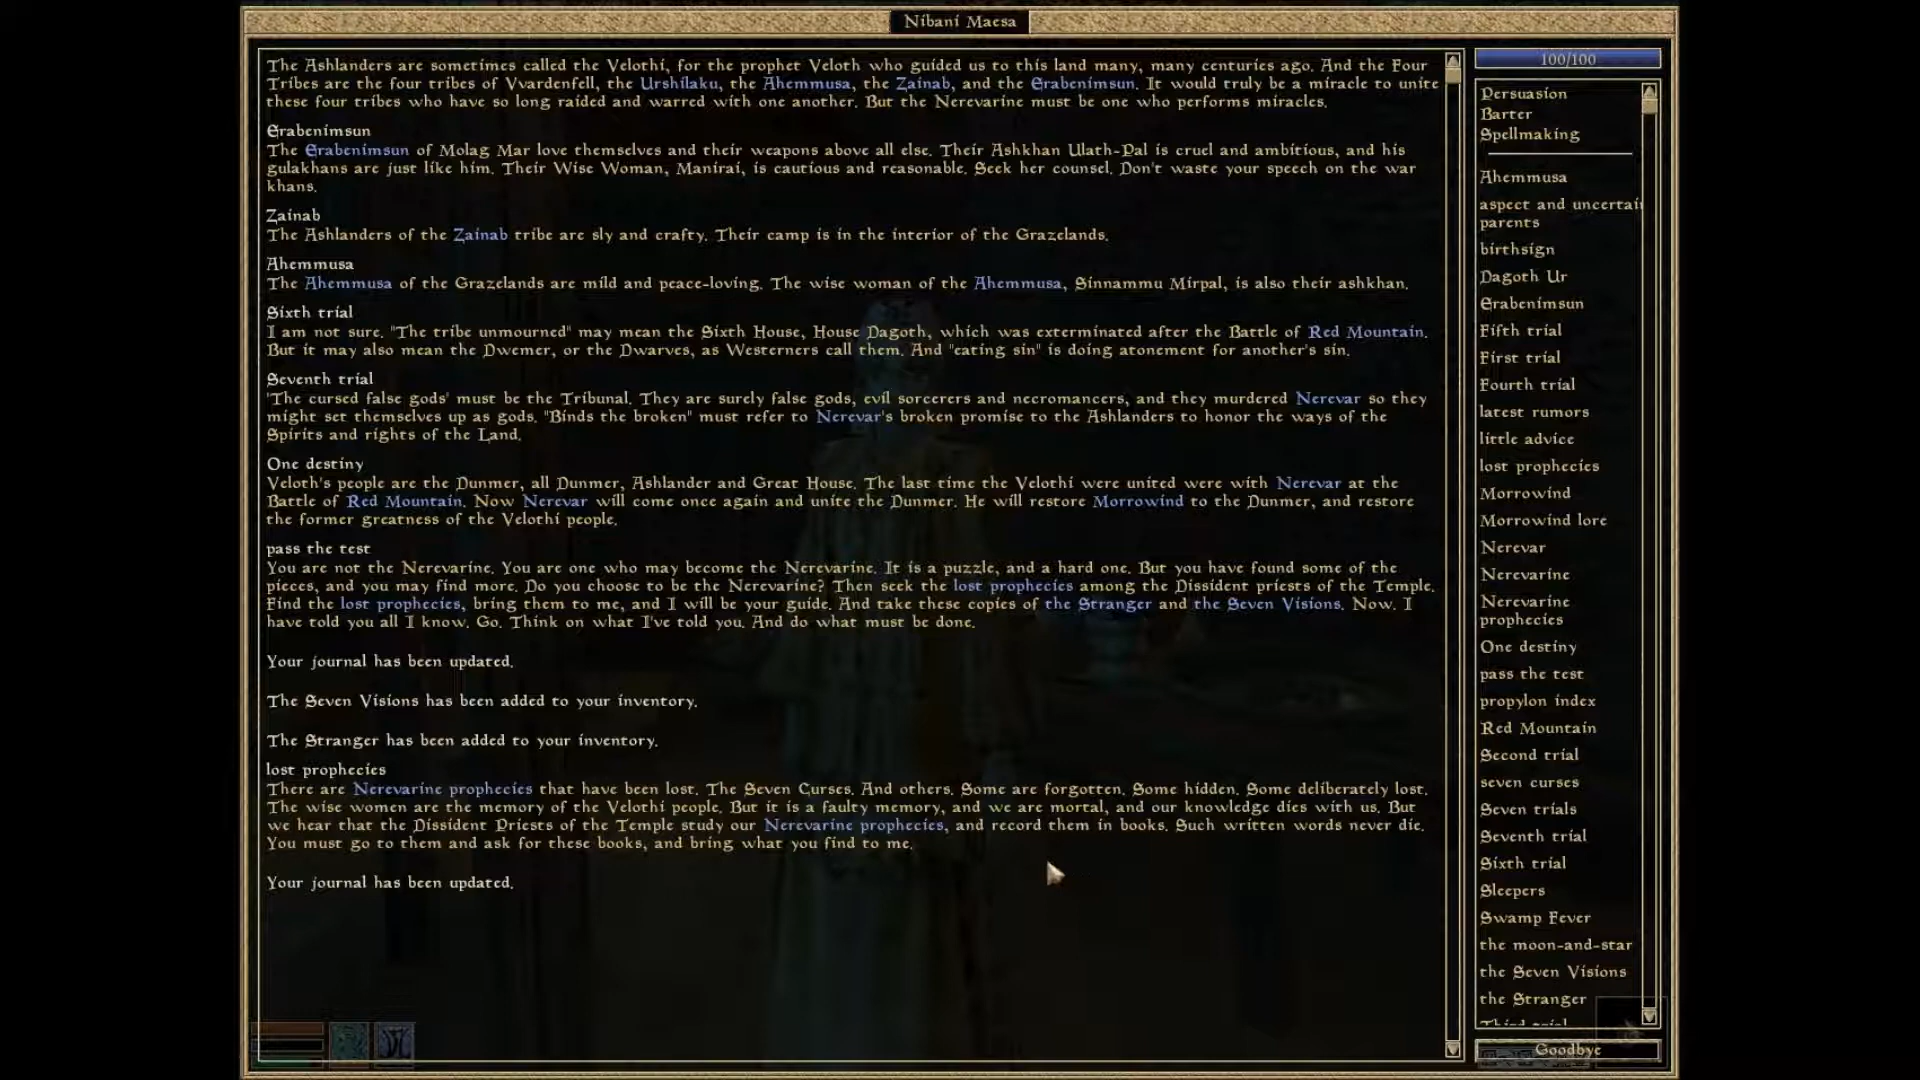 Nibani Maesa
The Ashlanders are sometimes called the Velothi, for the prophet Veloth who guided us to this land many, many centuries ago. And the Four
Tribes are the four tribes of Vvardenfell, the Urshilaku, the Ahemmusa, the Zainab, and the Erabenimsun. It would truly be a miracle to unite
these four tribes who have so long raided and warred with one another. But the Nerevarine must be one who performs miracles.
Erabenimsun
The Erabenimsun of Molag Mar love themselves and their weapons above all else. Their Ashkhan Ulath-Pal is cruel and ambitious, and his
gulakhans are just like him. Their Wise Woman, Manirai, is cautious and reasonable. Seek her counsel. Don't waste your speech on the war
khans.
Zainab
The Ashlanders of the Zainab tribe are sly and crafty. Their camp is in the interior of the Grazelands.
Ahemmusa
The Ahemmusa of the Grazelands are mild and peace-loving. The wise woman of the Ahemmusa, Sinnammu Mirpal, is also their ashkhan.
Sixth trial
I am not sure. "The tribe unmourned" may mean the Sixth House, House Dagoth, which was exterminated after the Battle of Red Mountain.
But it may also mean the Dwemer, or the Dwarves, as Westerners call them. And "eating sin" is doing atonement for another's sin.
Seventh trial
'The cursed false gods' must be the Tribunal. They are surely false gods, evil sorcerers and necromancers, and they murdered Nerevar so they
might set themselves up as gods. "Binds the broken" must refer to Nerevar's broken promise to the Ashlanders to honor the ways of the
Spirits and rights of the Land.
One destiny
Veloth's people are the Dunmer, all Dunmer, Ashlander and Great House. The last time the Velothi were united were with Nerevar at the
Battle of Red Mountain. Now Nerevar will come once again and unite the Dunmer. He will restore Morrowind to the Dunmer, and restore
the former greatness of the Velothi people.
pass the test
You are not the Nerevarine. You are one who may become the Nerevarine. It is a puzzle, and a hard one. But you have found some of the
pieces, and you may find more. Do you choose to be the Nerevarine? Then seek the lost prophecies among the Dissident priests of the Temple.
Find the lost prophecies, bring them to me, and I will be your guide. And take these copies of the Stranger and the Seven Visions. Now. I
have told you all I know. Go. Think on what I've told you. And do what must be done.
Your journal has been updated.
The Seven Visions has been added to your inventory.
The Stranger has been added to your inventory.
lost prophecies
There are Nerevarine prophecies that have been lost. The Seven Curses. And others. Some are forgotten. Some hidden. Some deliberately lost.
The wise women are the memory of the Velothi people. But it is a faulty memory, and we are mortal, and our knowledge dies with us. But
we hear that the Dissident Priests of the Temple study our Nerevarine prophecies, and record them in books. Such written words never die.
You must go to them and ask for these books, and bring what you find to me.
Your journal has been updated.
100/100
Persuasion
Barter
Spellmaking
Ahemmusa
aspect and uncertain
parents
birthsign
Dagoth Ur
Erabenimsun
Fifth trial
First trial
Fourth trial
latest rumors
little advice
lost prophecies
Morrowind
Morrowind lore
Nerevar
Nerevarine
Nerevarine
prophecies
One destiny
pass the test
propylon index
Red Mountain
Second trial
seven curses
Seven trials
Seventh trial
Sixth trial
Sleepers
Swamp Fever
the moon-and-star
the Seven Visions
the Stranger
Third trial
Goodbye